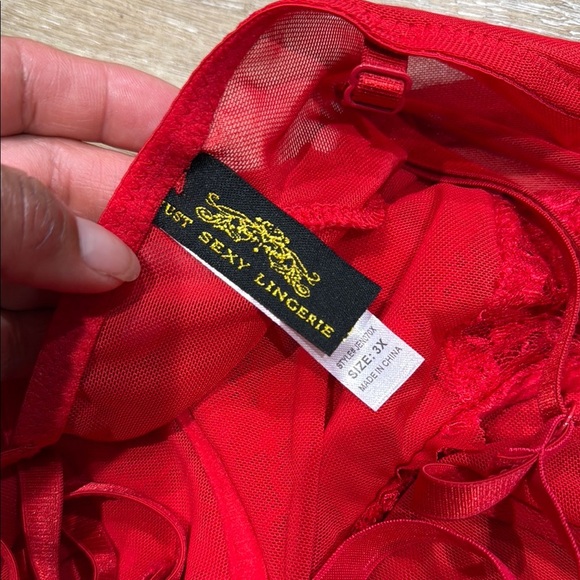 UST SEXY LINGERIE
SIZE: 3X
MADE IN CHINA